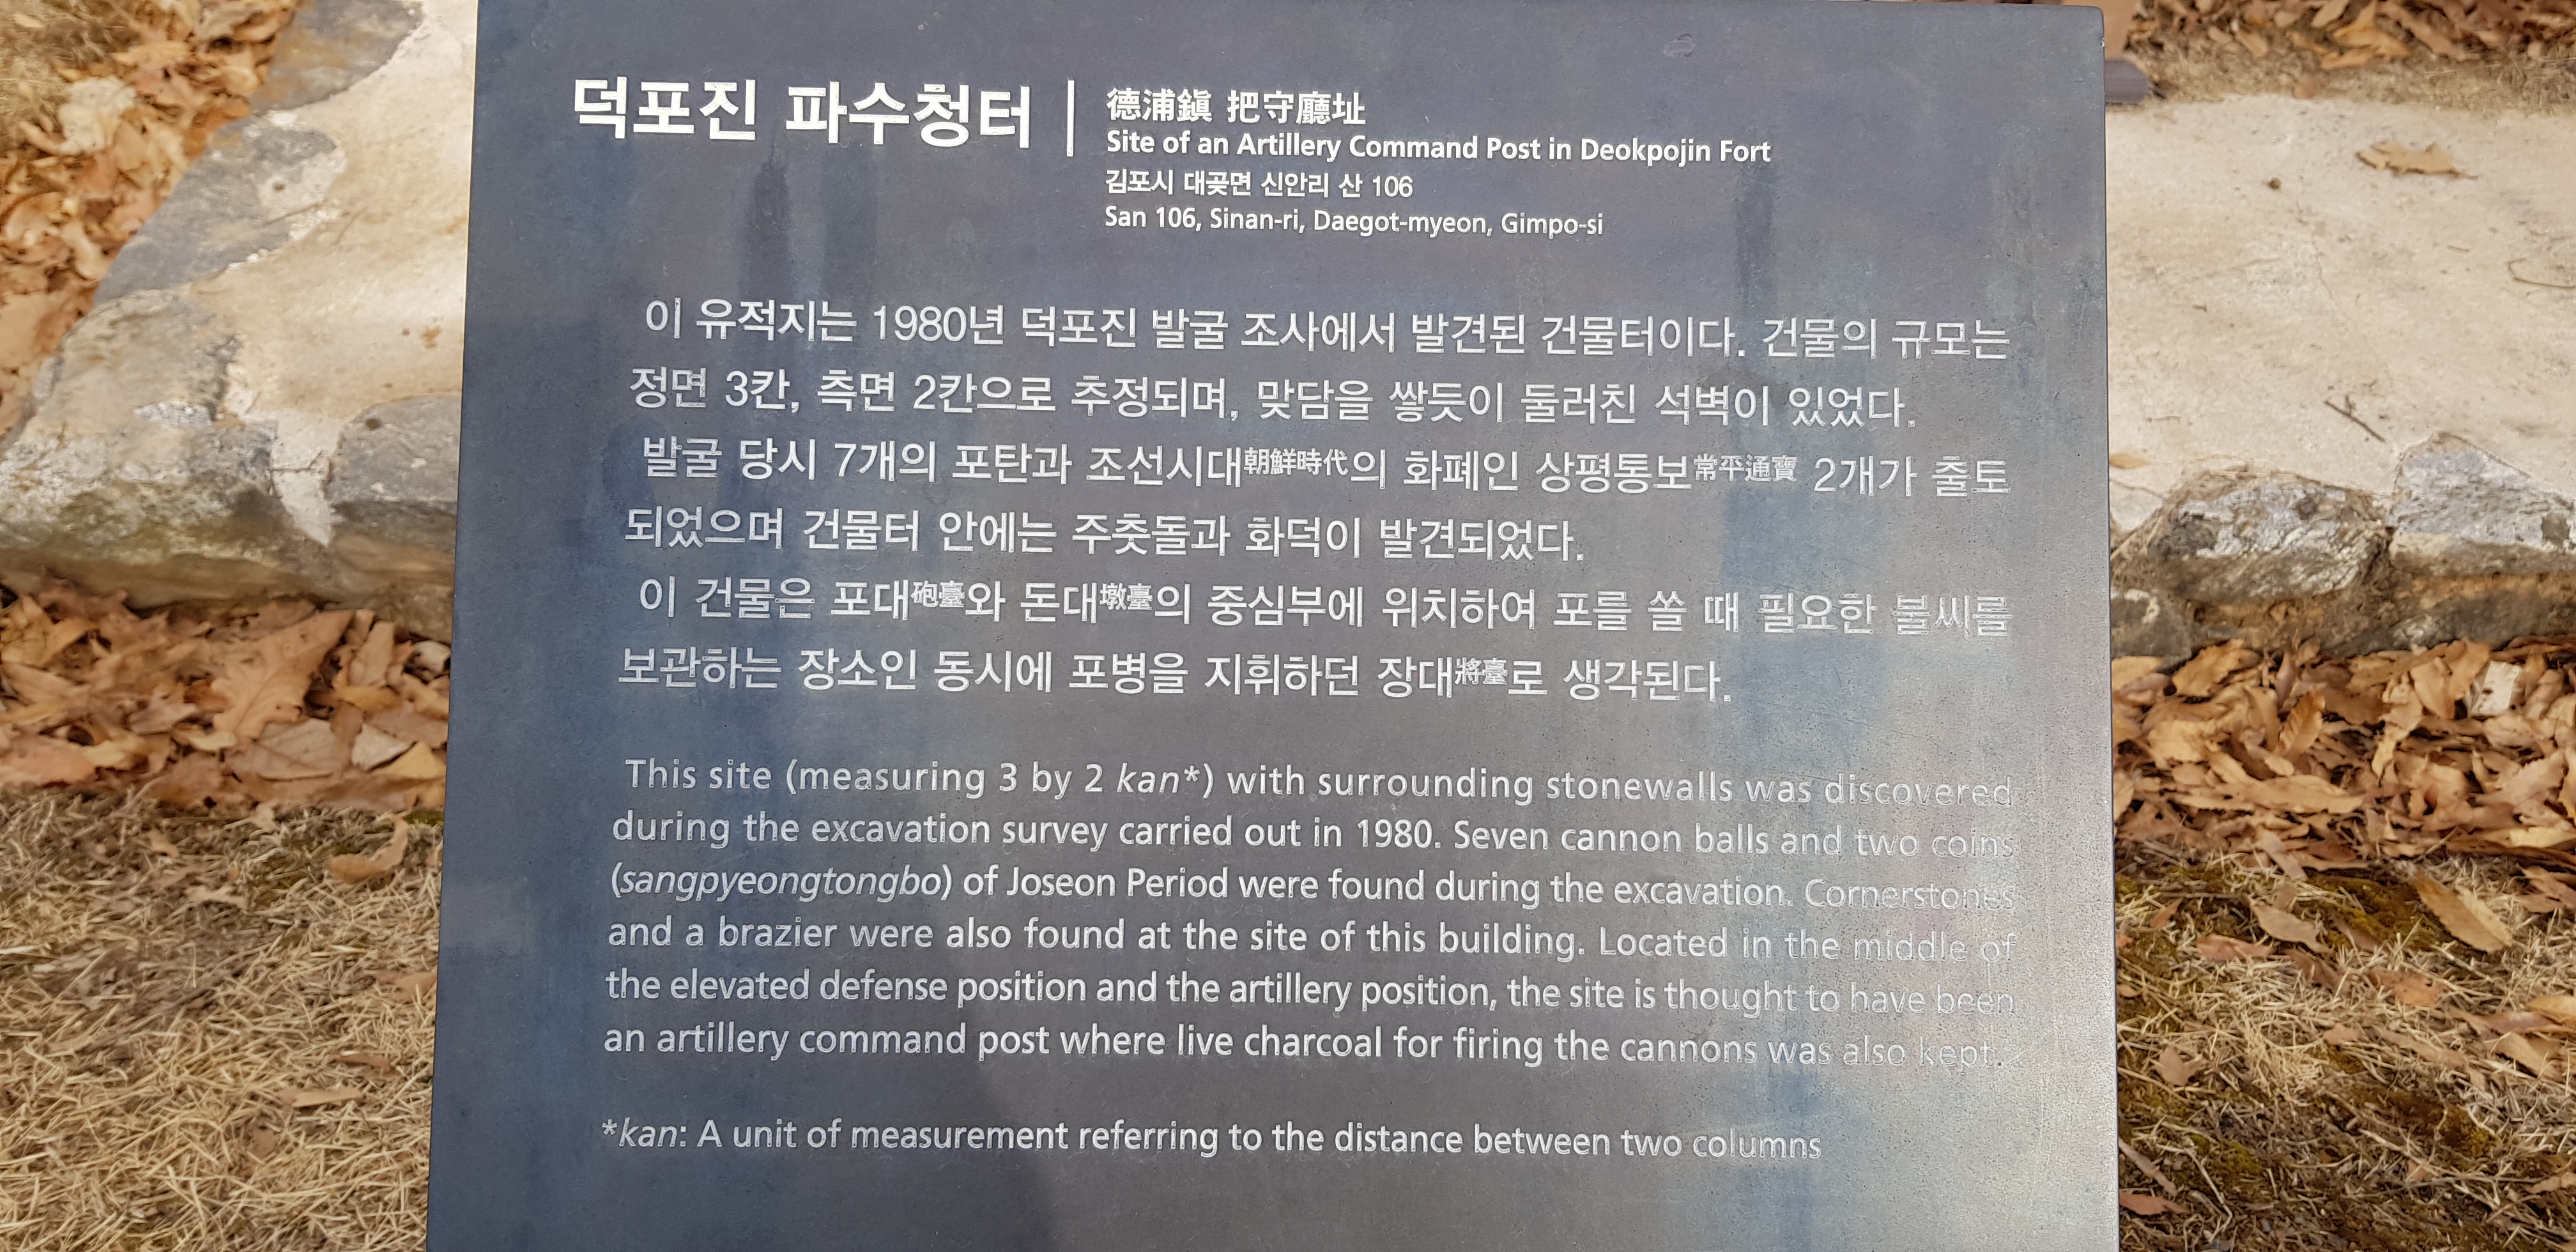 덕포진 파수청터
德浦鎭 把守廳址
Site of an Artillery Command Post in Deokpojin Fort
김포시 대곶면 신안리 산 106
San 106, Sinan-ri, Daegot-myeon, Gimpo-si
이 유적지는 1980년 덕포진 발굴 조사에서 발견된 건물터이다. 건물의 규모는
정면 3칸, 측면 2칸으로 추정되며, 맞담을 쌓듯이 둘러친 석벽이 있었다.
발굴 당시 7개의 포탄과 조선시대朝鮮時代의 화폐인 상평통보常平通寶 2개가 출토
되었으며 건물터 안에는 주춧돌과 화덕이 발견되었다.
이 건물은 포대砲臺와 돈대墩臺의 중심부에 위치하여 포를 쏠 때 필요한 불씨를
보관하는 장소인 동시에 포병을 지휘하던 장대將臺로 생각된다.
This site (measuring 3 by 2 kan*) with surrounding stonewalls was discovered
during the excavation survey carried out in 1980. Seven cannon balls and two coins
(sangpyeongtongbo) of Joseon Period were found during the excavation. Cornerstones
and a brazier were also found at the site of this building. Located in the middle of
the elevated defense position and the artillery position, the site is thought to have been
an artillery command post where live charcoal for firing the cannons was also kept.
*kan: A unit of measurement referring to the distance between two columns